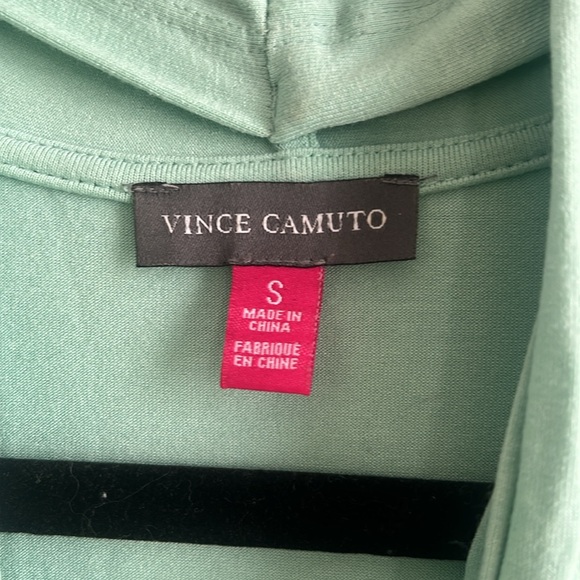 VINCE CAMUTO
S
MADE IN
CHINA
FABRIQUÉ
EN CHINE